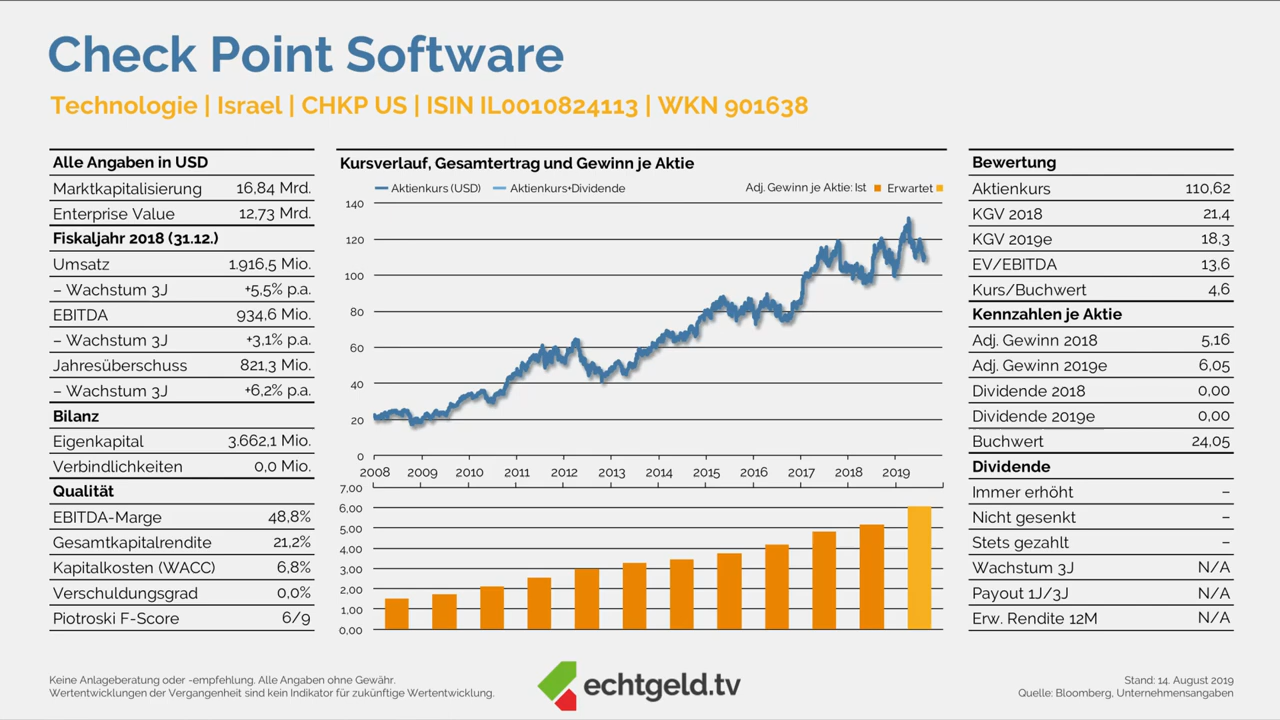 Check Point Software
Technologie | Israel | CHKP US | ISIN IL0010824113 | WKN 901638
Alle Angaben in USD
Marktkapitalisierung 16,84 Mrd.
Enterprise Value 12,73 Mrd.
Fiskaljahr 2018 (31.12.)
Umsatz 1.916,5 Mio.
– Wachstum 3J +5,5% p.a.
EBITDA 934,6 Mio.
– Wachstum 3J +3,1% p.a.
Jahresüberschuss 821,3 Mio.
– Wachstum 3J +6,2% p.a.
Bilanz
Eigenkapital 3.662,1 Mio.
Verbindlichkeiten 0,0 Mio.
Qualität
EBITDA-Marge 48,8%
Gesamtkapitalrendite 21,2%
Kapitalkosten (WACC) 6,8%
Verschuldungsgrad 0,0%
Piotroski F-Score 6/9
Kursverlauf, Gesamtertrag und Gewinn je Aktie
Aktienkurs (USD) Aktienkurs+Dividende Adj. Gewinn je Aktie: Ist Erwartet
140
120
100
80
60
40
20
0
2008 2009 2010 2011 2012 2013 2014 2015 2016 2017 2018 2019
7,00
6,00
5,00
4,00
3,00
2,00
1,00
0,00
Bewertung
Aktienkurs 110,62
KGV 2018 21,4
KGV 2019e 18,3
EV/EBITDA 13,6
Kurs/Buchwert 4,6
Kennzahlen je Aktie
Adj. Gewinn 2018 5,16
Adj. Gewinn 2019e 6,05
Dividende 2018 0,00
Dividende 2019e 0,00
Buchwert 24,05
Dividende
Immer erhöht –
Nicht gesenkt –
Stets gezahlt –
Wachstum 3J N/A
Payout 1J/3J N/A
Erw. Rendite 12M N/A
Keine Anlageberatung oder -empfehlung. Alle Angaben ohne Gewähr.
Wertentwicklungen der Vergangenheit sind kein Indikator für zukünftige Wertentwicklung.
echtgeld.tv
Stand: 14. August 2019
Quelle: Bloomberg, Unternehmensangaben